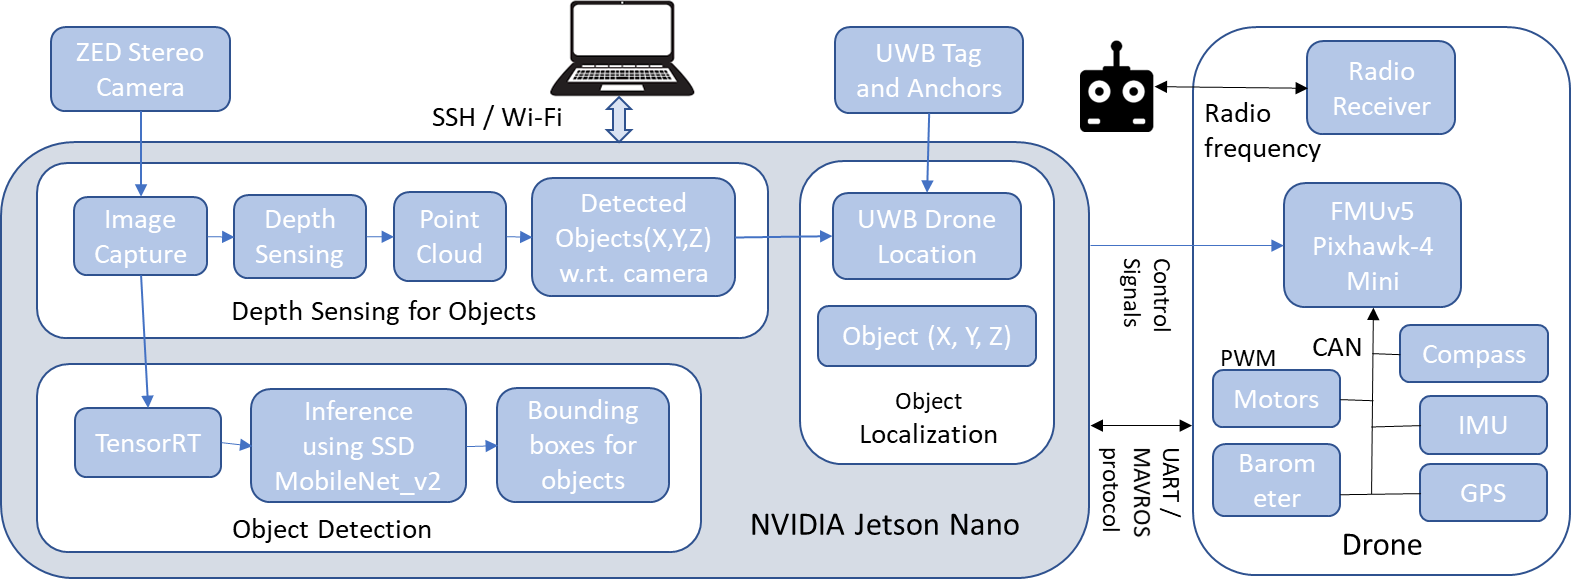 ZED Stereo
Camera
SSH / Wi-Fi
UWB Tag
and Anchors
Radio
frequency
Radio
Receiver
Image
Capture
Depth
Sensing
Point
Cloud
Detected
Objects(X,Y,Z)
w.r.t. camera
Depth Sensing for Objects
UWB Drone
Location
Object (X, Y, Z)
Object
Localization
TensorRT
Inference
using SSD
MobileNet_v2
Bounding
boxes for
objects
Object Detection
NVIDIA Jetson Nano
Control
Signals
UART /
MAVROS
protocol
FMUv5
Pixhawk-4
Mini
CAN
Compass
PWM
Motors
IMU
Barom
eter
GPS
Drone